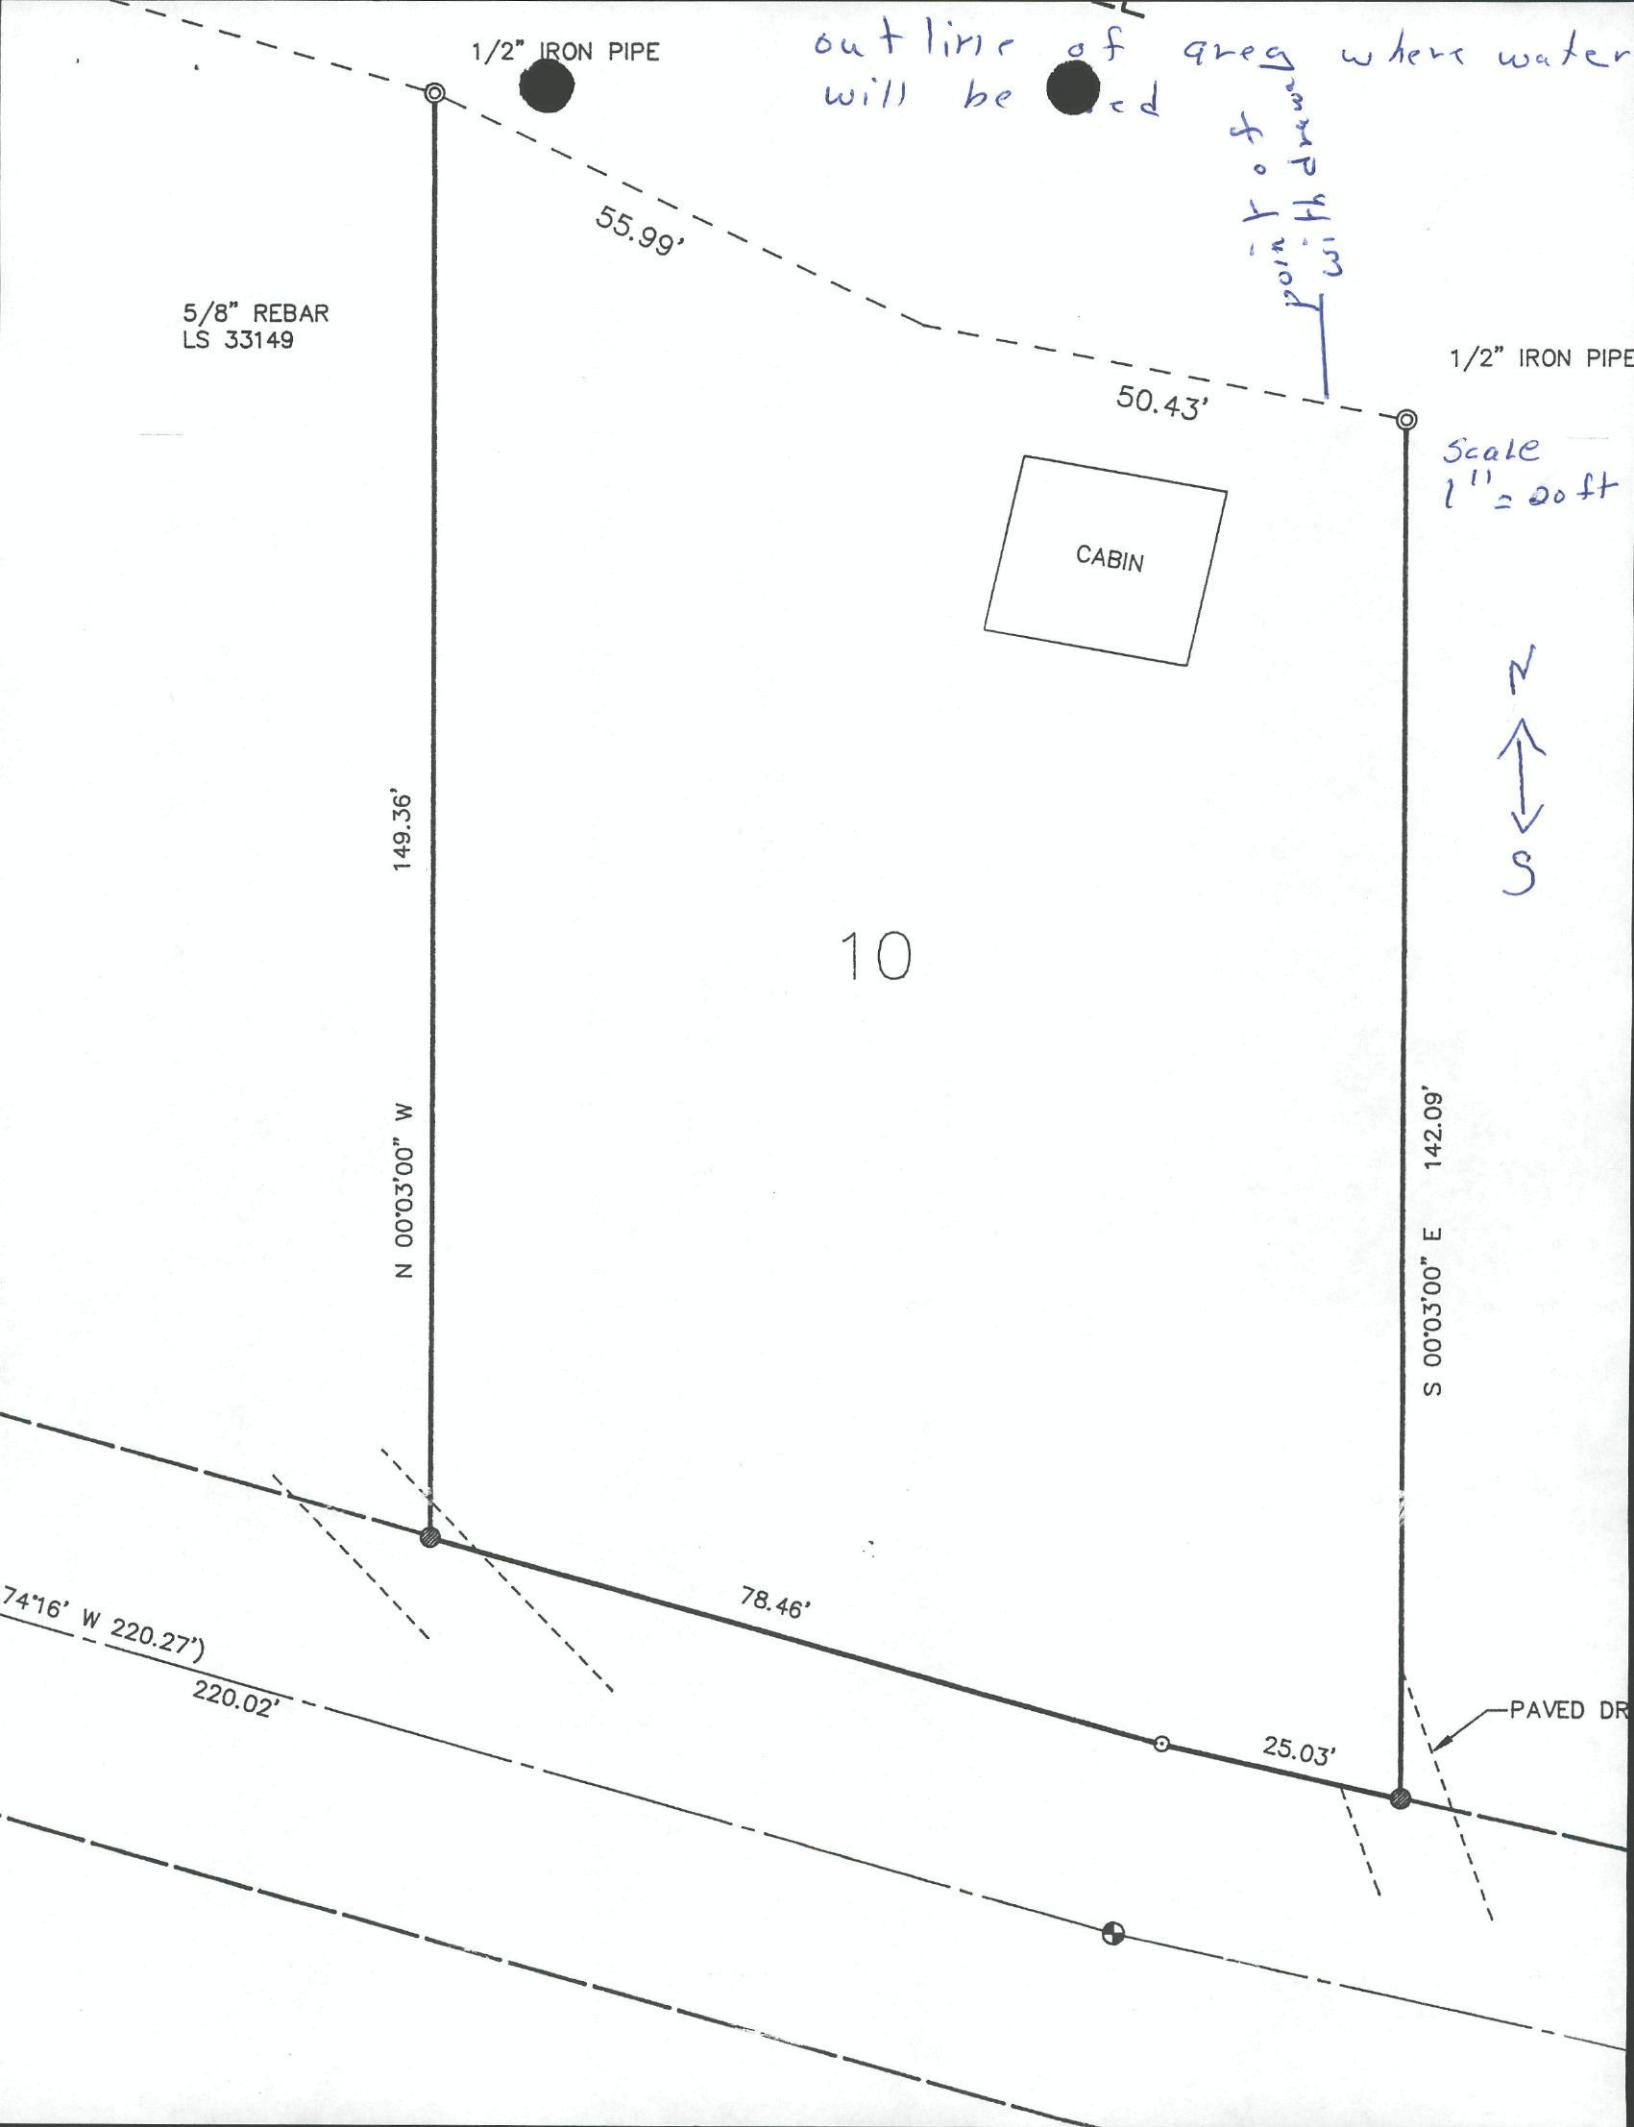 1/2" IRON PIPE
outline of area where water
will be
point of
withdrawal
55.99'
5/8" REBAR
LS 33149
1/2" IRON PIPE
50.43'
Scale
1" = 20 ft
CABIN
N
S
149.36'
10
N 00°03'00" W
S 00°03'00" E 142.09'
78.46'
74°16' W 220.27')
220.02'
25.03'
PAVED DR